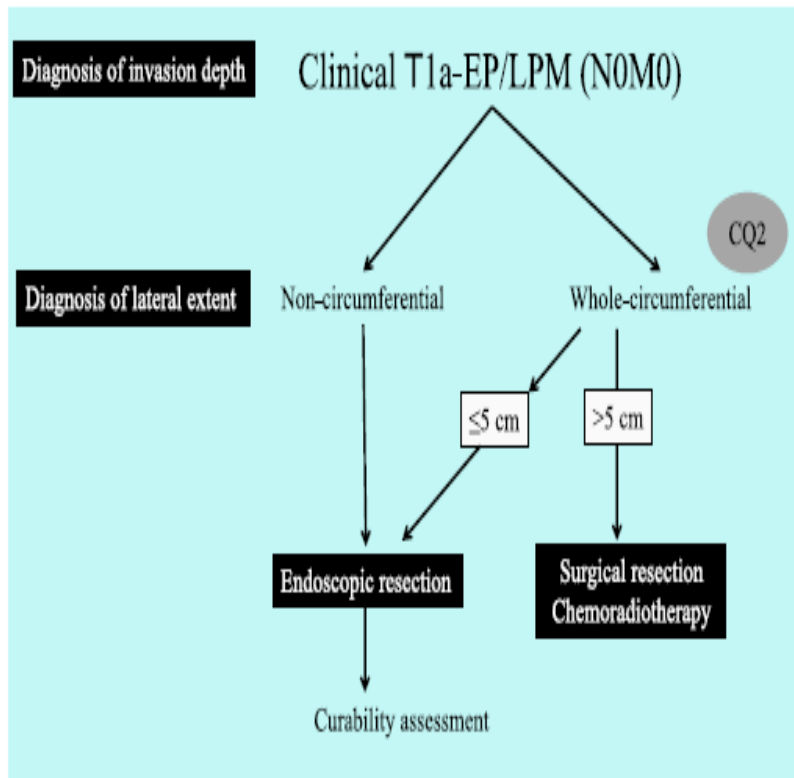 Diagnosis of invasion depth
Clinical T1a-EP/LPM (N0M0)
CQ2
Diagnosis of lateral extent
Non-circumferential
Whole-circumferential
≤5 cm
>5 cm
Endoscopic resection
Surgical resection
Chemoradiotherapy
Curability assessment